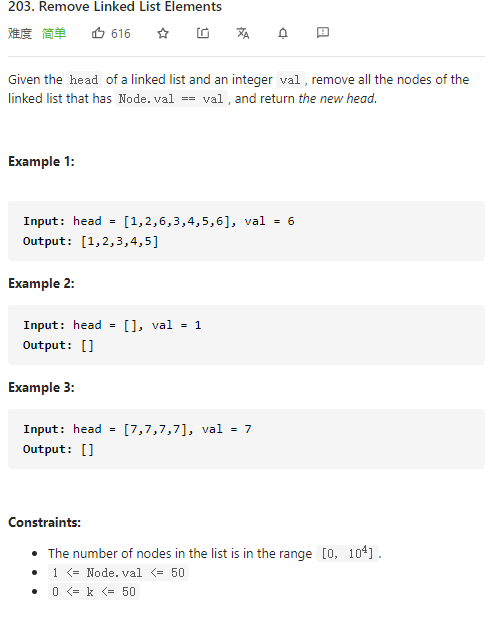 203. Remove Linked List Elements
难度 简单 616
Given the head of a linked list and an integer val , remove all the nodes of the
linked list that has Node.val == val , and return the new head.
Example 1:
Input: head = [1,2,6,3,4,5,6], val = 6
Output: [1,2,3,4,5]
Example 2:
Input: head = [], val = 1
Output: []
Example 3:
Input: head = [7,7,7,7], val = 7
Output: []
Constraints:
• The number of nodes in the list is in the range [0, 10⁴] .
• 1 <= Node.val <= 50
• 0 <= k <= 50